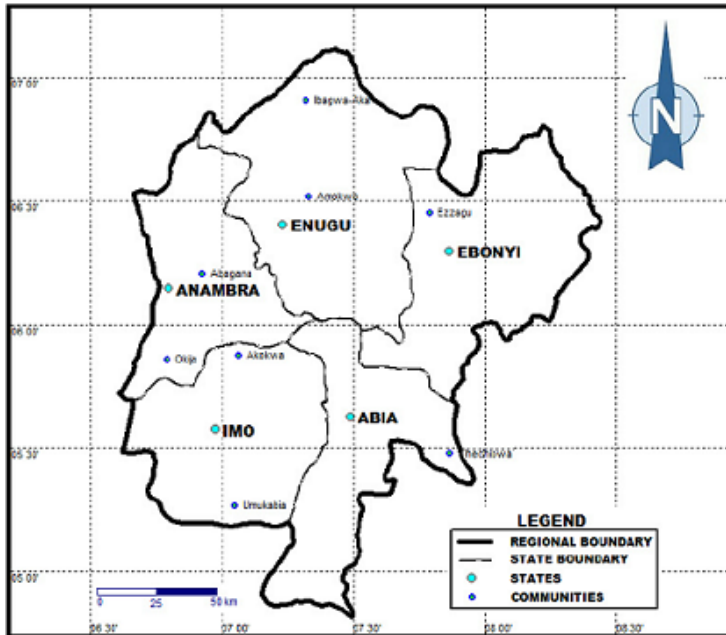 07 00'
Ibagwa-Aka
N
06 30'
Amokwe
Ezzagu
ENUGU
EBONYI
Abagana
ANAMBRA
06 00'
Okija
Akokwa
ABIA
IMO
05 30'
Umukabia
LEGEND
REGIONAL BOUNDARY
STATE BOUNDARY
STATES
COMMUNITIES
05 00'
0 25 50 km
06 30' 07 00' 07 30' 08 00' 08 30'